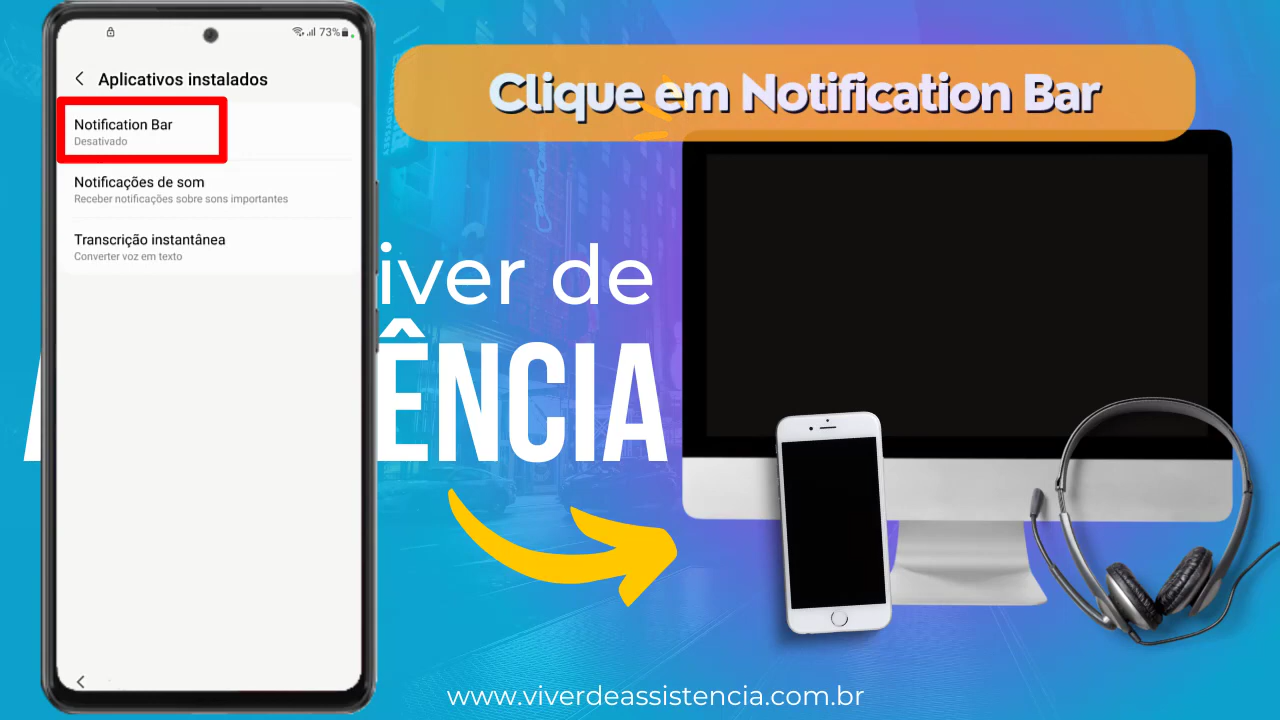 73%
Aplicativos instalados
Notification Bar
Desativado
Notificações de som
Receber notificações sobre sons importantes
Transcrição instantânea
Converter voz em texto
Clique em Notification Bar
iver de
ÊNCIA
www.viverdeassistencia.com.br